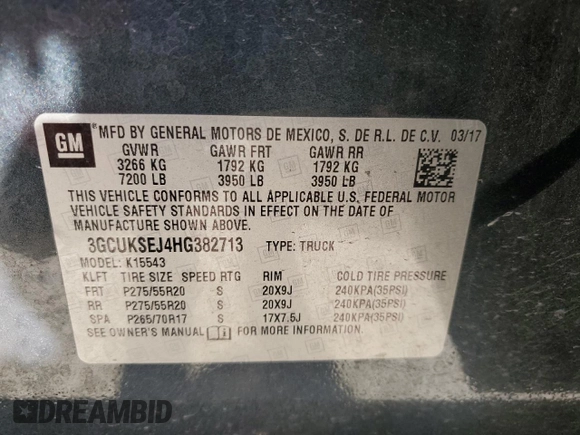 GM
MFD BY GENERAL MOTORS DE MEXICO, S. DE R.L. DE C.V. 03/17
GVWR GAWR FRT GAWR RR
3266 KG 1792 KG 1792 KG
7200 LB 3950 LB 3950 LB
THIS VEHICLE CONFORMS TO ALL APPLICABLE U.S. FEDERAL MOTOR
VEHICLE SAFETY STANDARDS IN EFFECT ON THE DATE OF
MANUFACTURE SHOWN ABOVE.
3GCUKSEJ4HG382713 TYPE: TRUCK
MODEL: K15543
KLFT TIRE SIZE SPEED RTG RIM COLD TIRE PRESSURE
FRT P275/55R20 S 20X9J 240KPA(35PSI)
RR P275/55R20 S 20X9J 240KPA(35PSI)
SPA P265/70R17 S 17X7.5J 240KPA(35PSI)
SEE OWNER'S MANUAL FOR MORE INFORMATION.
DREAMBID